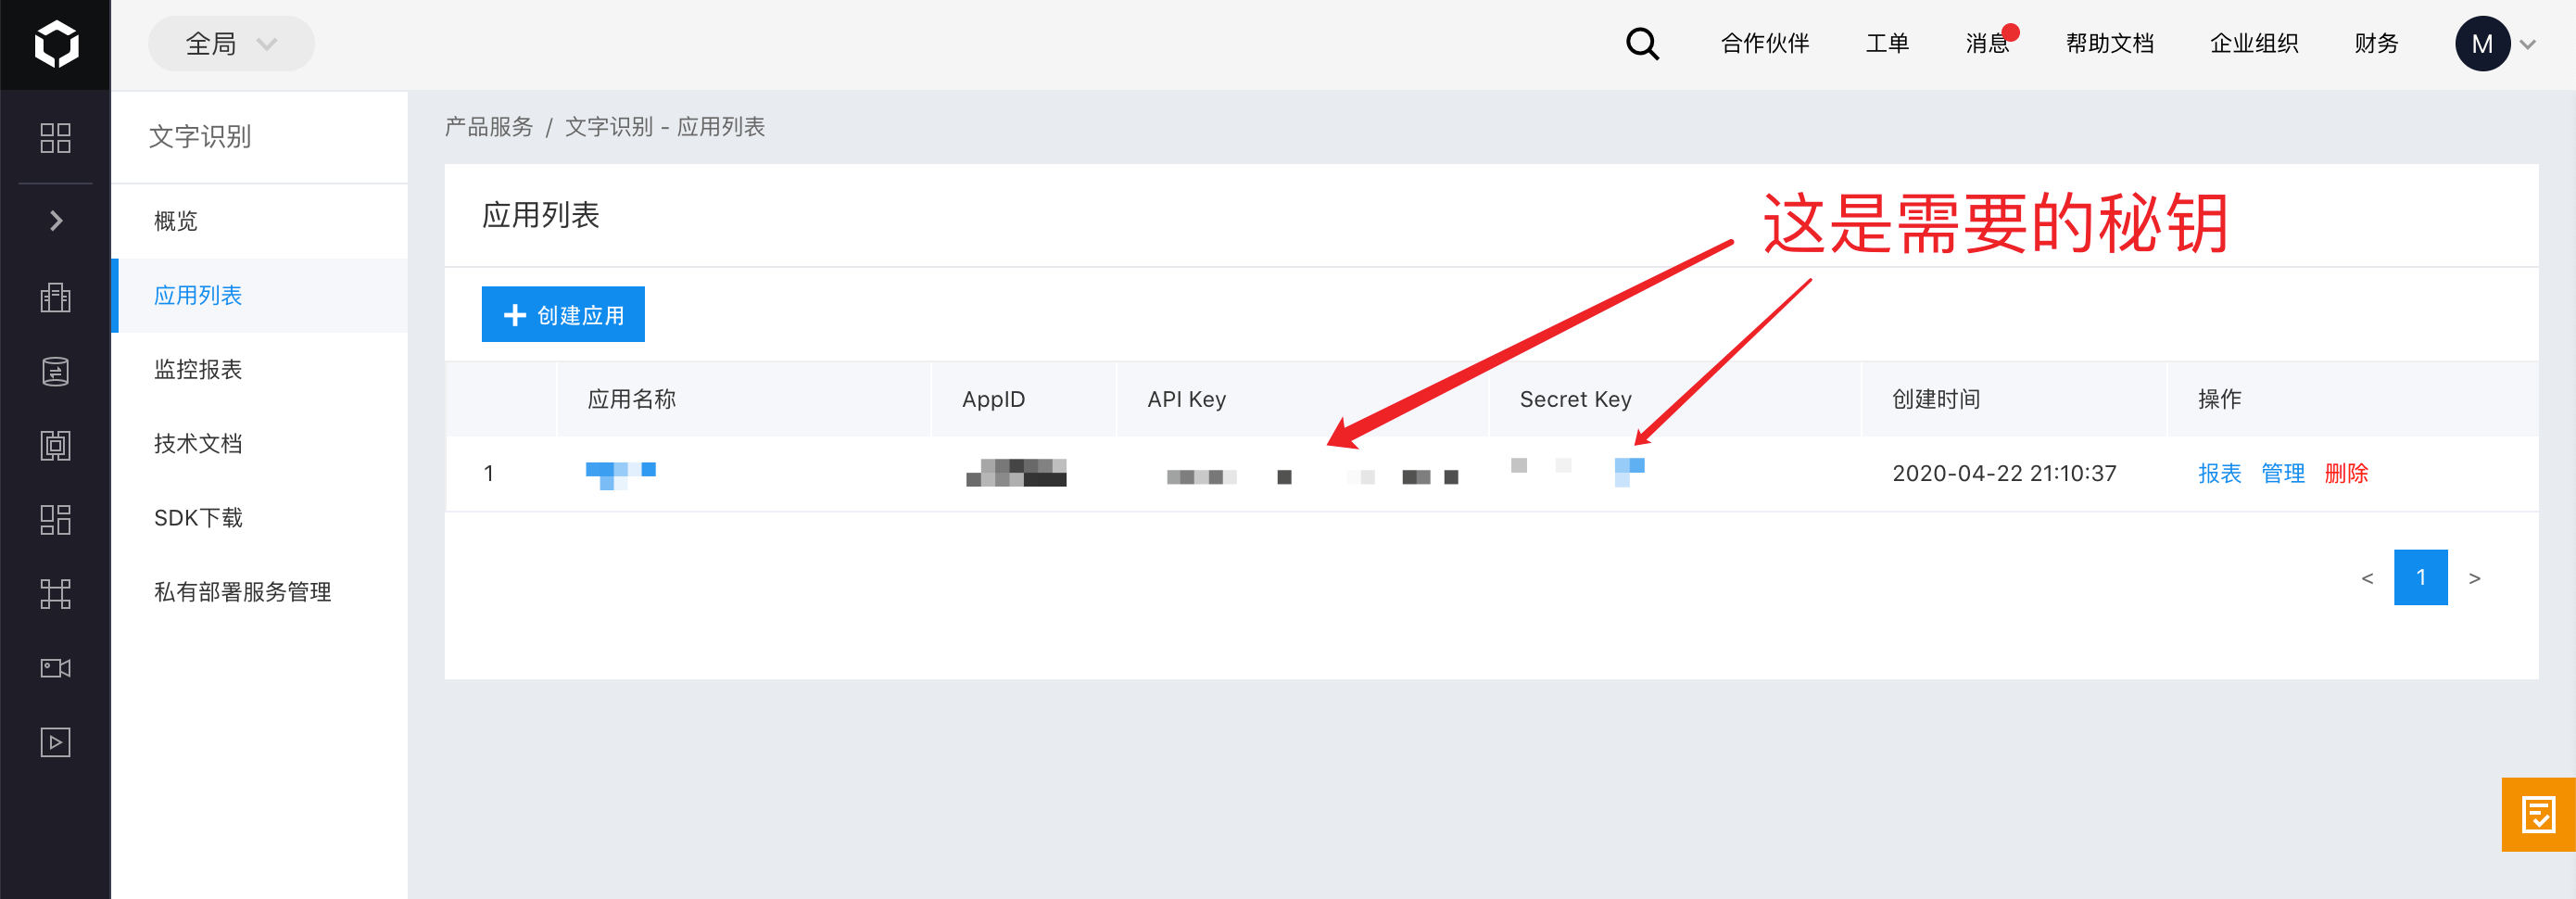 全局
合作伙伴 工单 消息 帮助文档 企业组织 财务 M
文字识别
概览
应用列表
监控报表
技术文档
SDK下载
私有部署服务管理
产品服务 / 文字识别 - 应用列表
应用列表
这是需要的秘钥
创建应用
应用名称 AppID API Key Secret Key 创建时间 操作
1 2020-04-22 21:10:37 报表 管理 删除
< 1 >